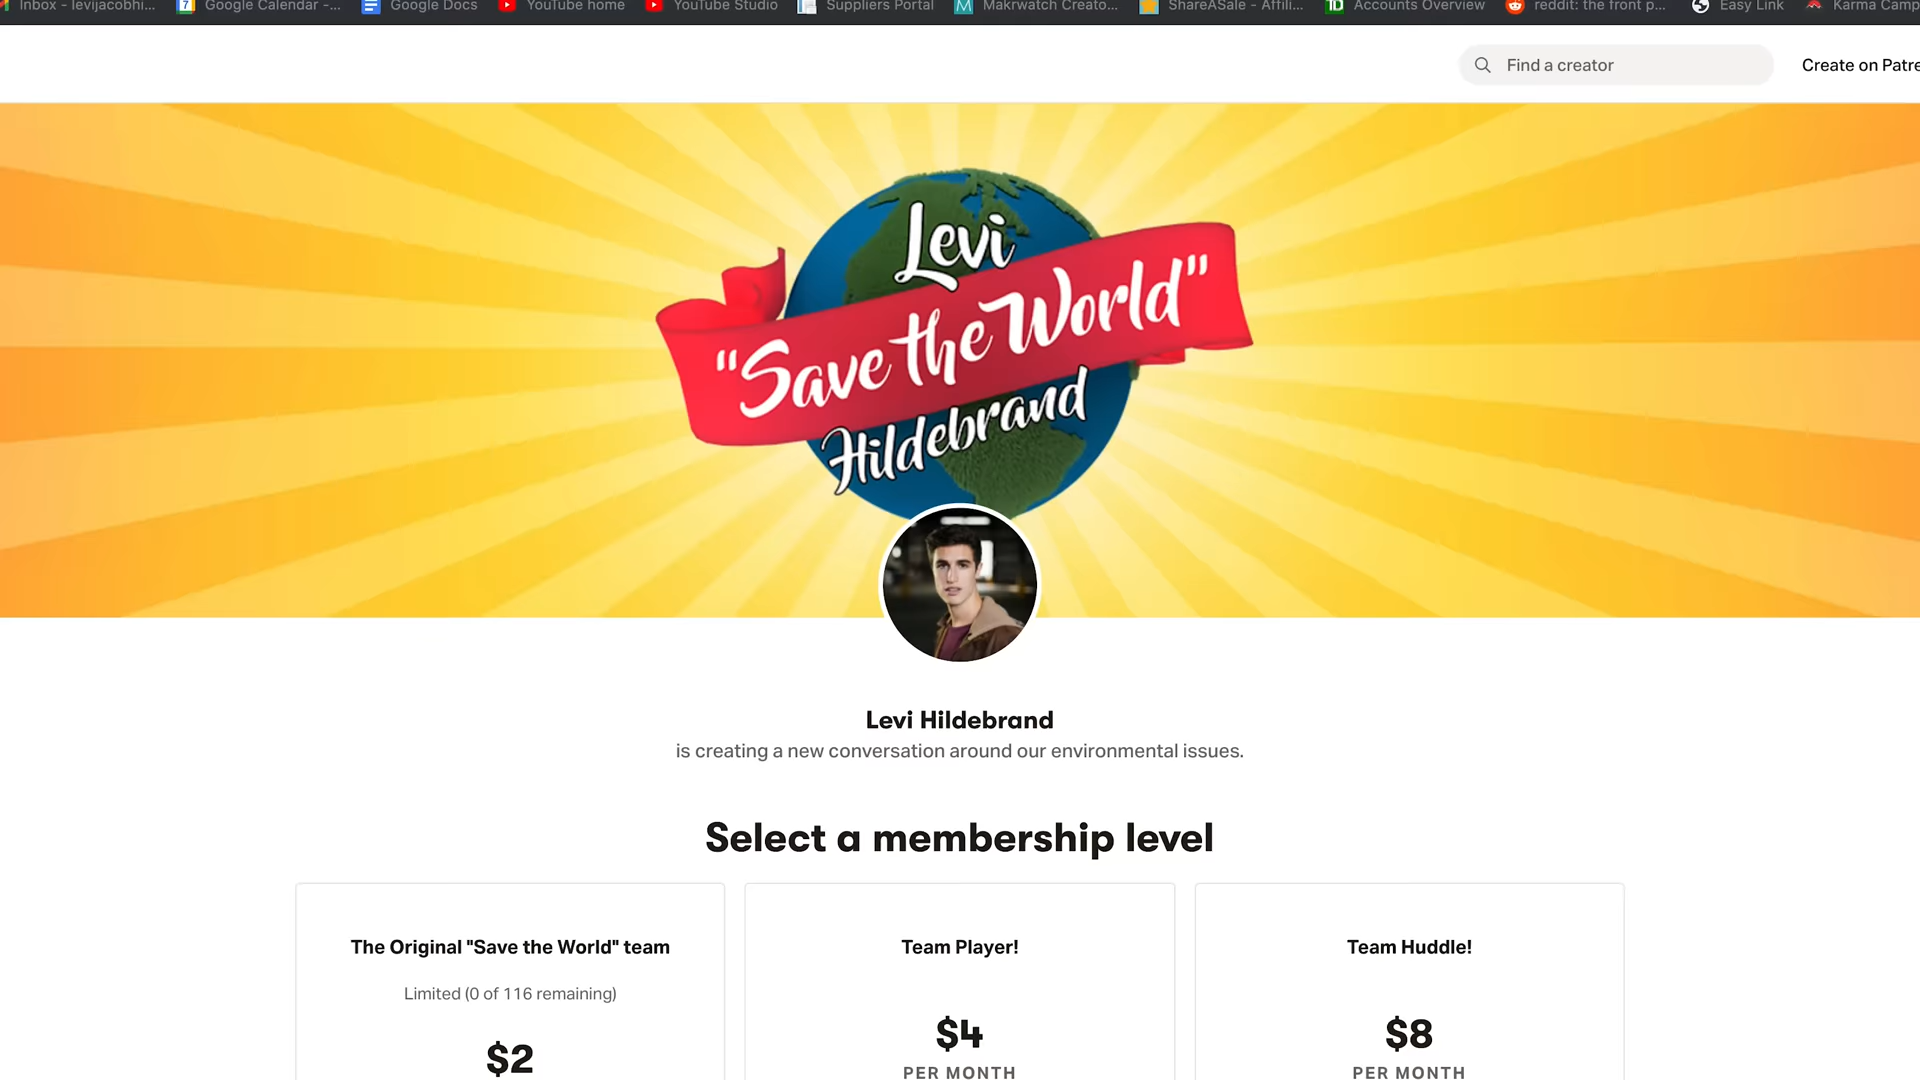 Inbox - levijacobhi...
Google Calendar -...
Google Docs
YouTube home
YouTube Studio
Suppliers Portal
Makrwatch Creato...
ShareASale - Affili...
Accounts Overview
reddit: the front p...
Easy Link
Karma Camp
Find a creator
Create on Patre
Levi
"Save the World"
Hildebrand
Levi Hildebrand
is creating a new conversation around our environmental issues.
Select a membership level
The Original "Save the World" team
Limited (0 of 116 remaining)
$2
Team Player!
$4
PER MONTH
Team Huddle!
$8
PER MONTH